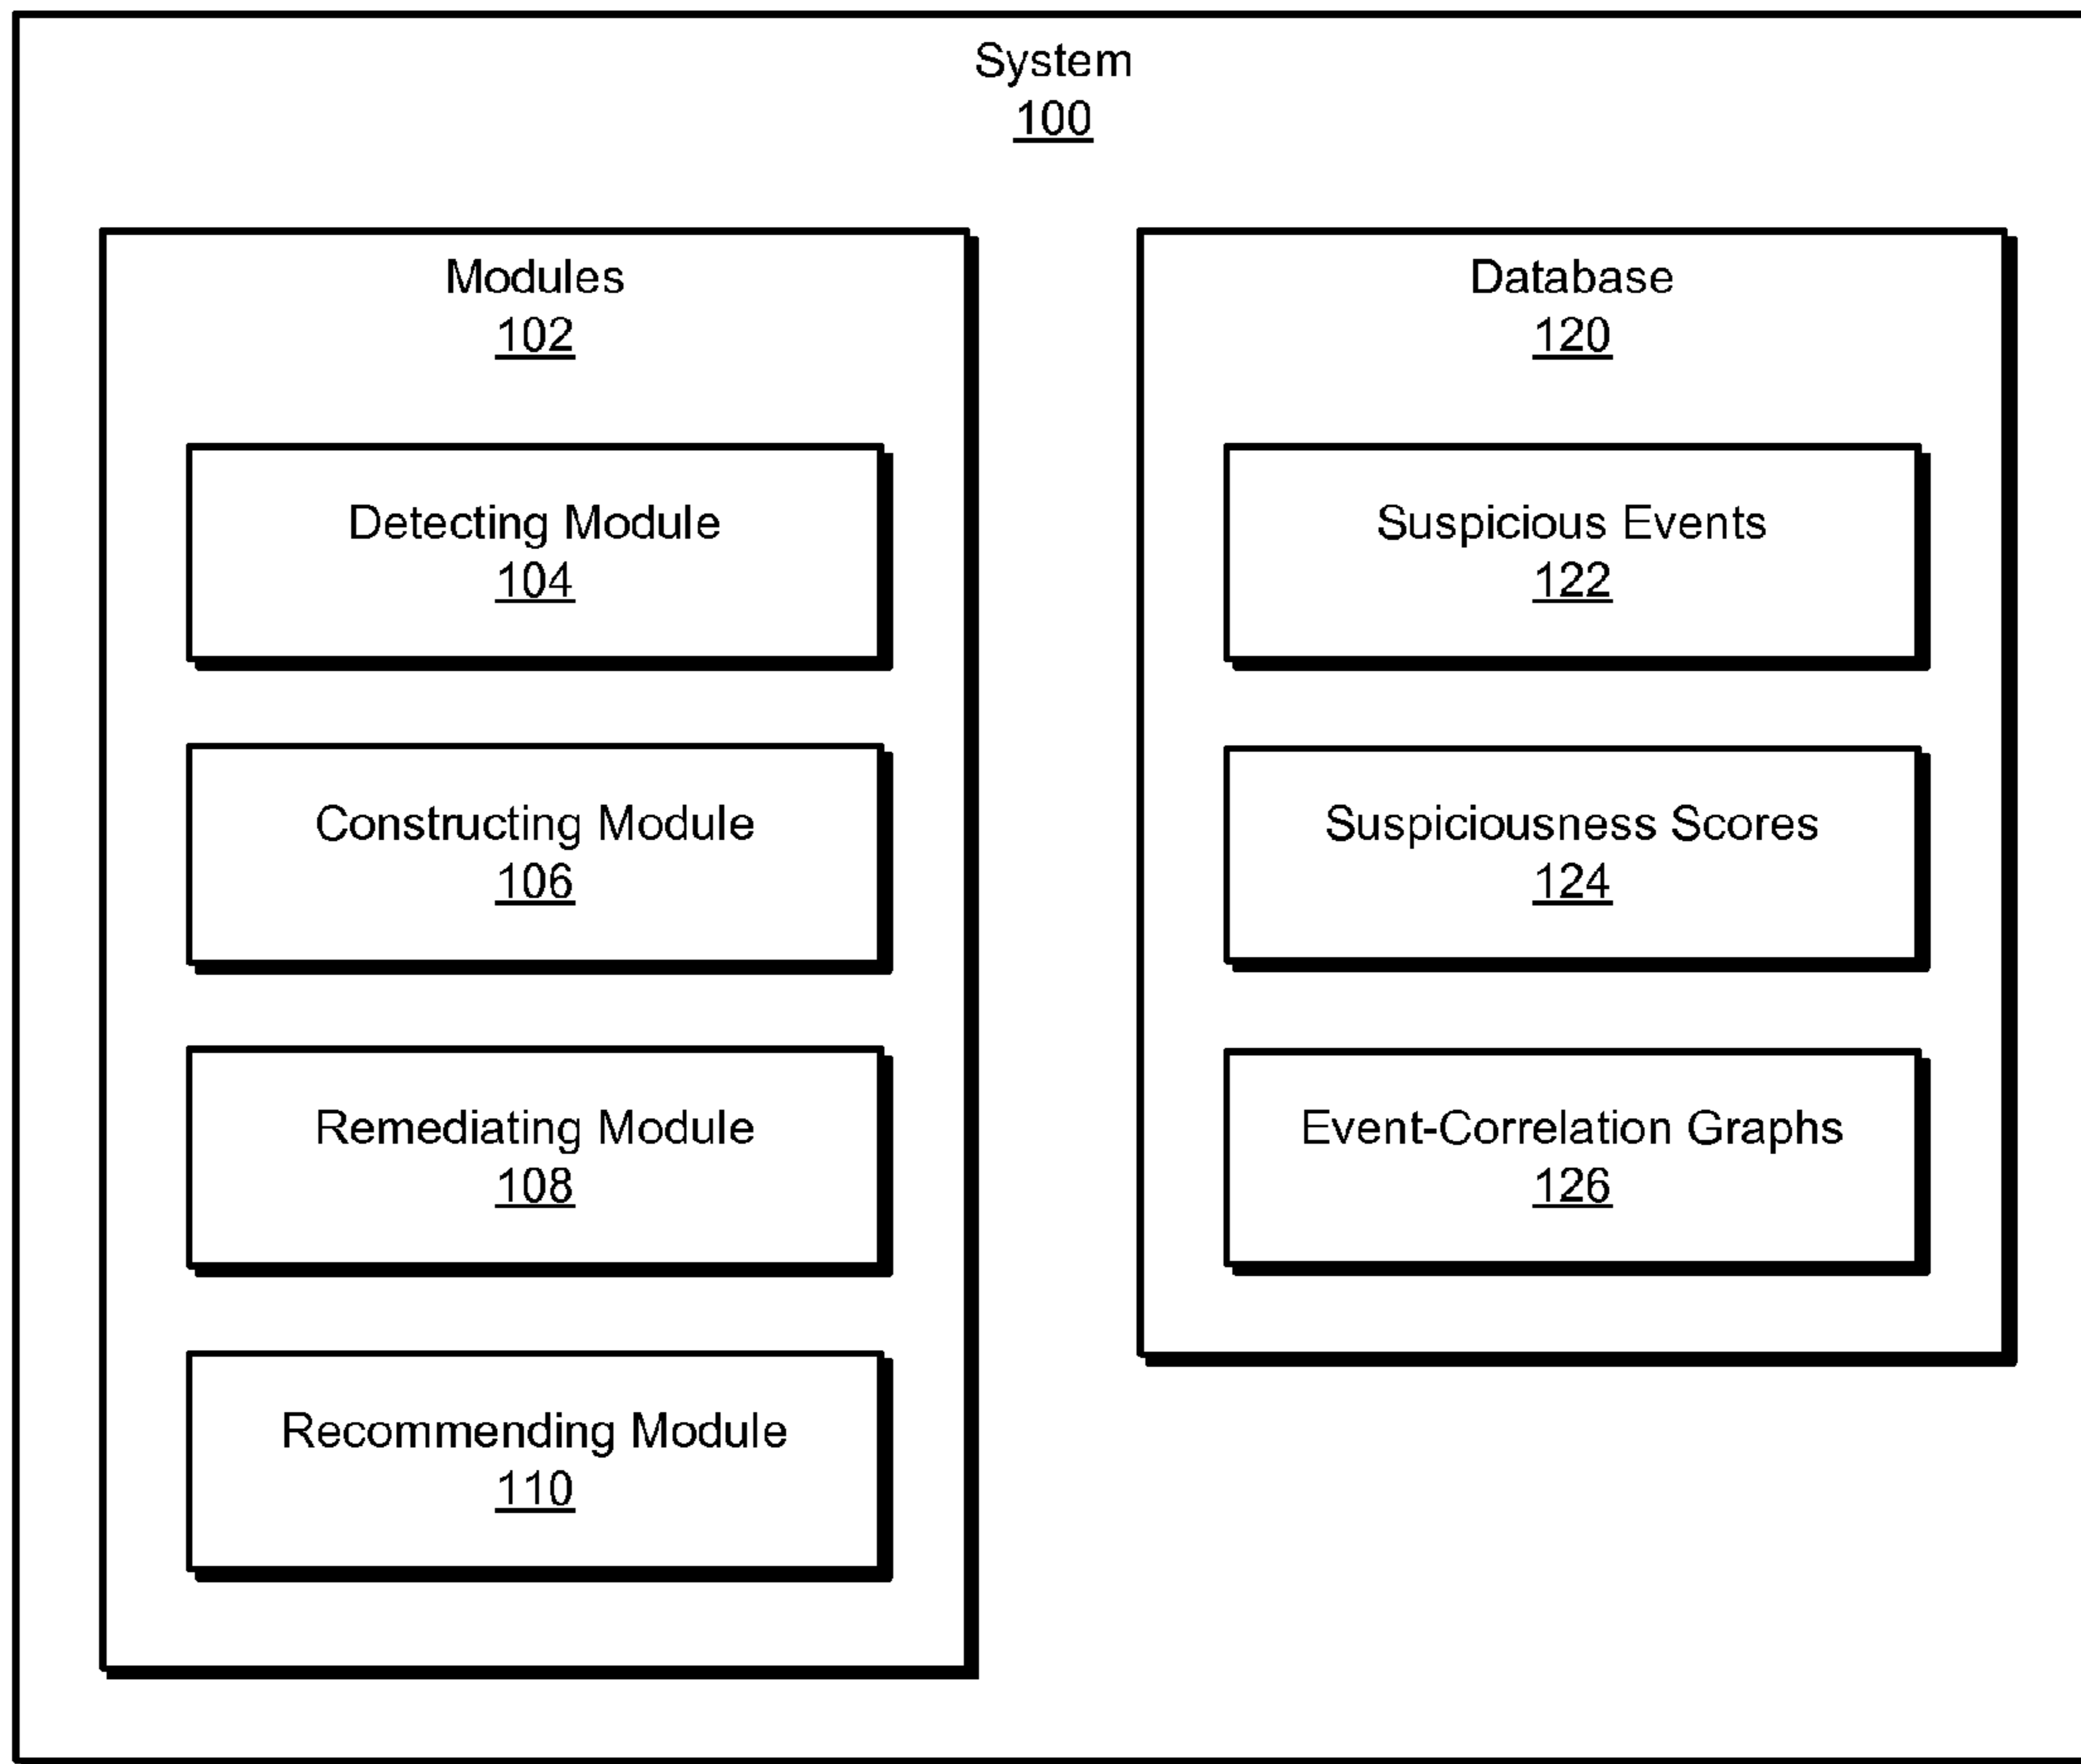 System
100
Modules
102
Detecting Module
104
Constructing Module
106
Remediating Module
108
Recommending Module
110
Database
120
Suspicious Events
122
Suspiciousness Scores
124
Event-Correlation Graphs
126